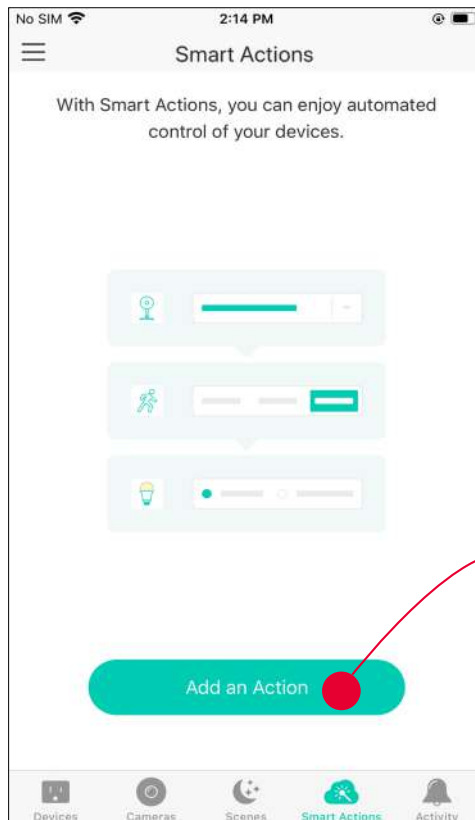 No SIM 2:14 PM
Smart Actions
With Smart Actions, you can enjoy automated
control of your devices.
Add an Action
Devices Cameras Scenes Smart Actions Activity